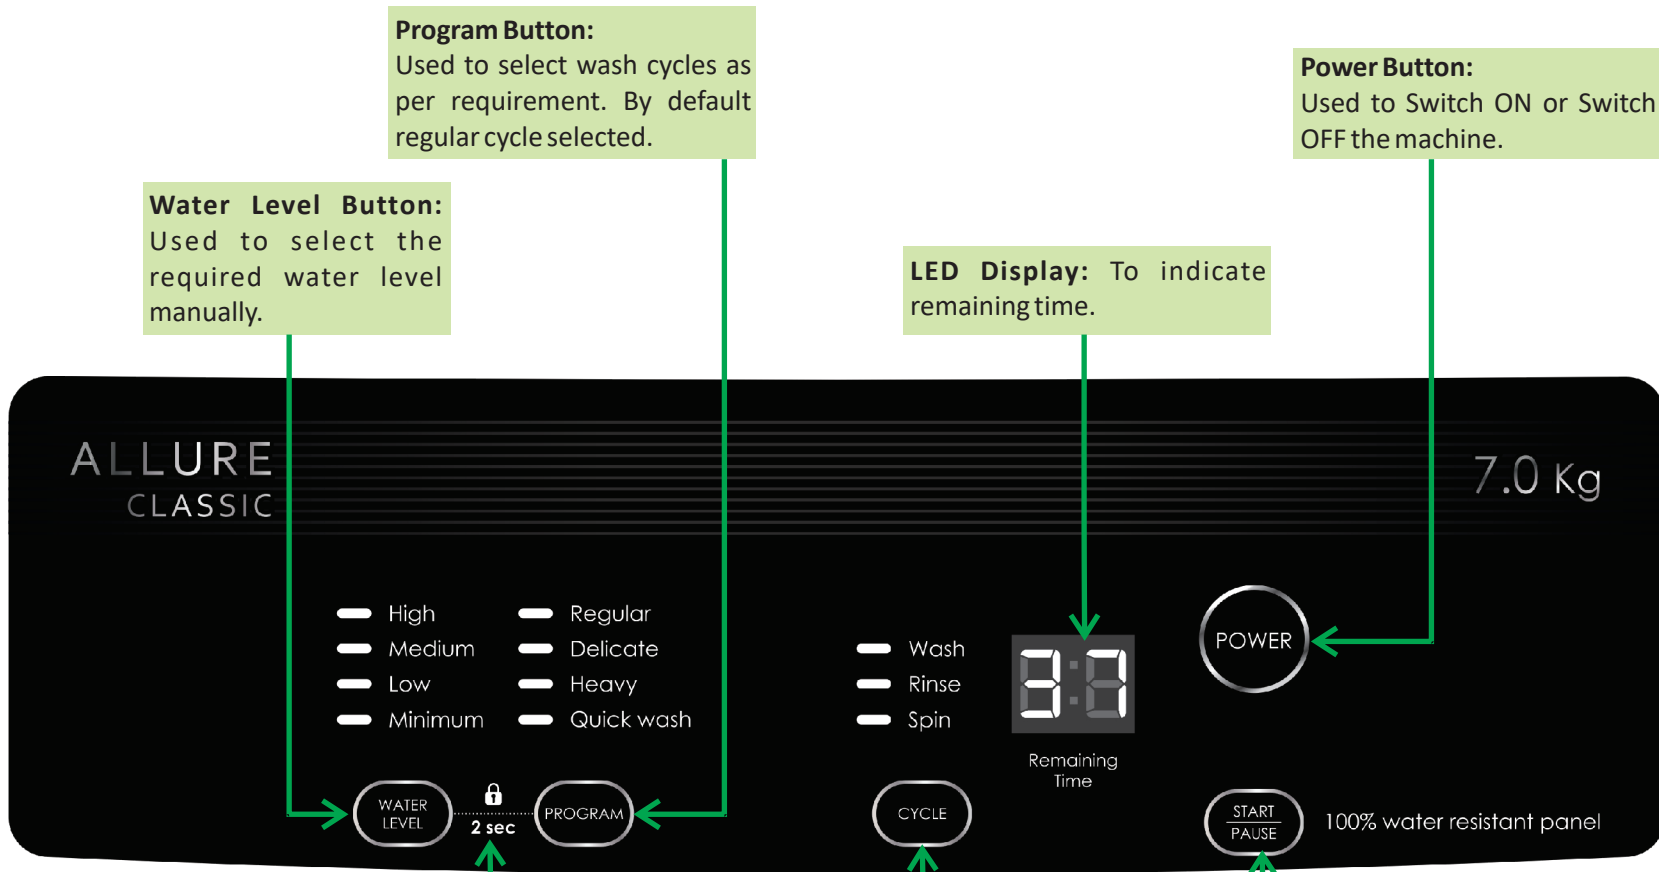 Program Button:
Used to select wash cycles as
per requirement. By default
regular cycle selected.
Power Button:
Used to Switch ON or Switch
OFF the machine.
Water Level Button:
Used to select the
required water level
manually.
LED Display: To indicate
remaining time.
ALLURE
CLASSIC
7.0 Kg
High
Medium
Low
Minimum
Regular
Delicate
Heavy
Quick wash
Wash
Rinse
Spin
37
Remaining
Time
POWER
WATER
LEVEL
2 sec
PROGRAM
CYCLE
START
PAUSE
100% water resistant panel